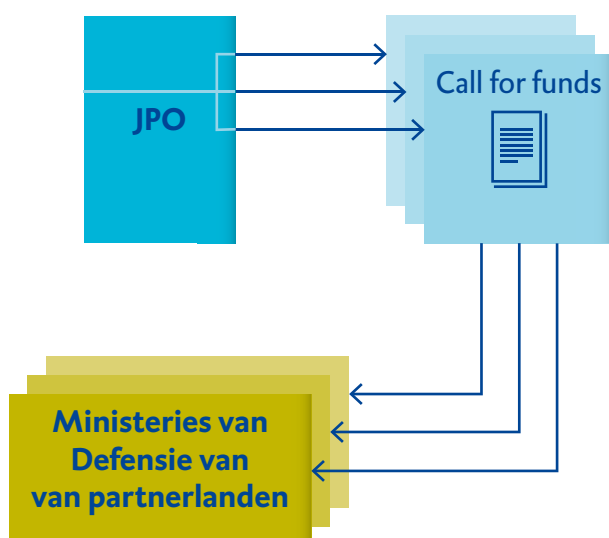 JPO
Call for funds
Ministeries van
Defensie van
van partnerlanden